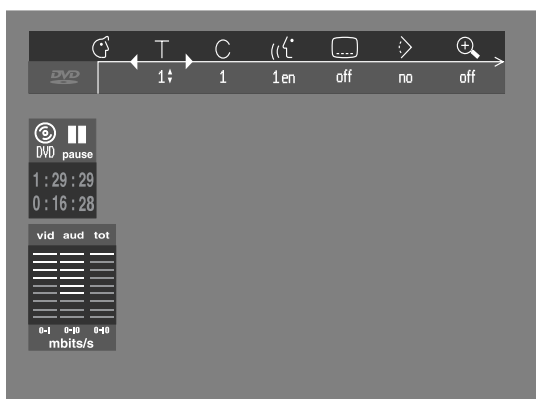 T C
DVD 1 1 1 en off no off
DVD pause
1:29:29
0:16:28
vid aud tot
0-1 0-10 0-10
mbits/s